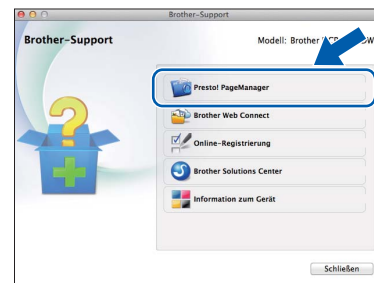 Brother-Support
Brother-Support
Modell: Brother
Presto! PageManager
Brother Web Connect
Online-Registrierung
Brother Solutions Center
Information zum Gerät
Schließen